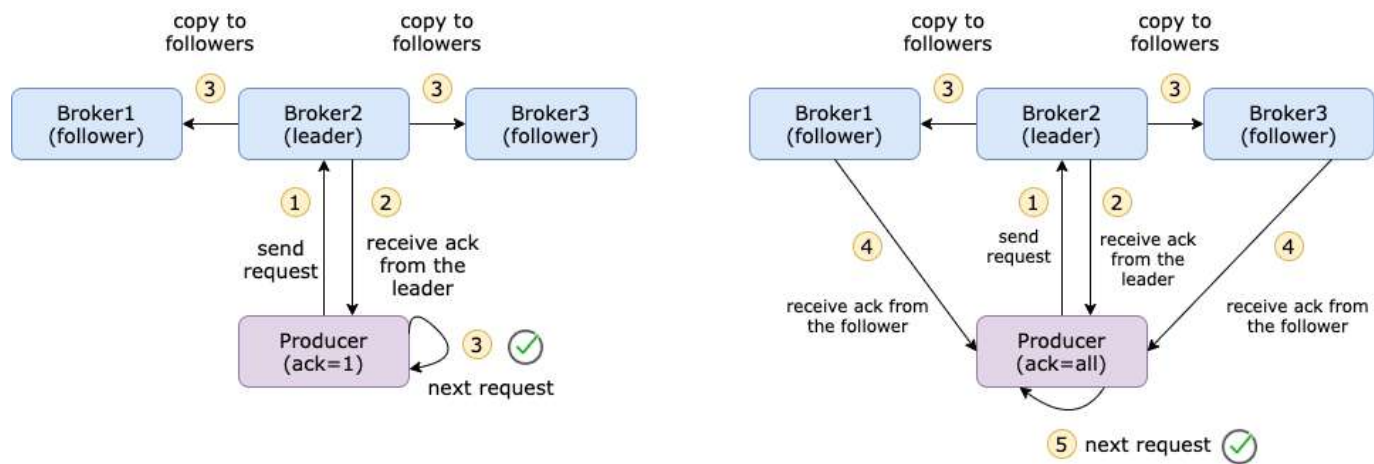 copy to
followers
copy to
followers
3
3
Broker1
(follower)
Broker2
(leader)
Broker3
(follower)
1
2
send
request
receive ack
from the
leader
Producer
(ack=1)
3
next request
copy to
followers
copy to
followers
3
3
Broker1
(follower)
Broker2
(leader)
Broker3
(follower)
1
2
4
4
send
request
receive ack
from the
leader
receive ack from
the follower
receive ack from
the follower
Producer
(ack=all)
5
next request